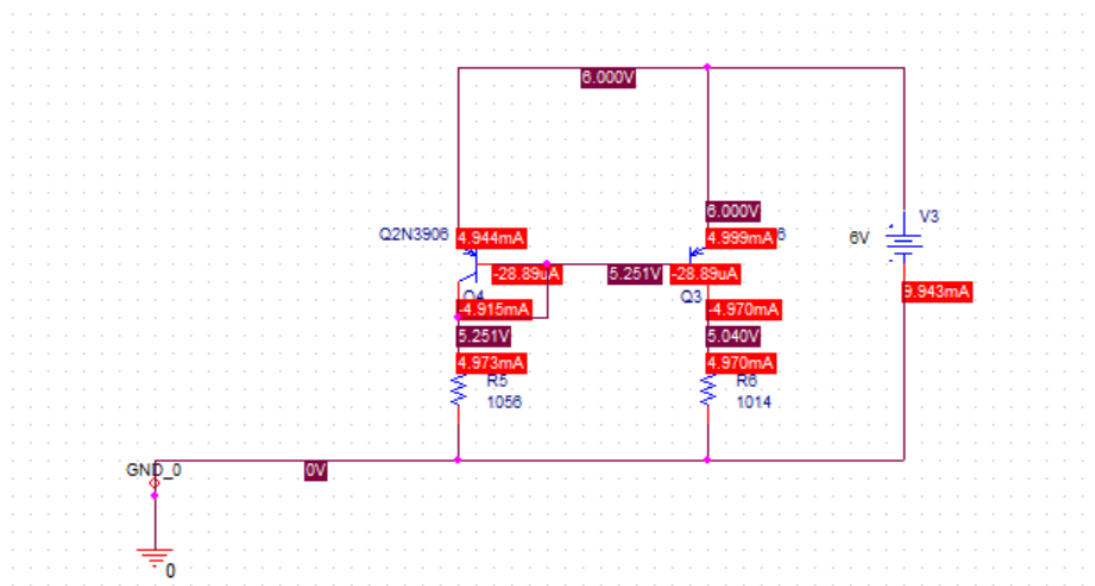 6.000V
6.000V
V3
Q2N3906
4.944mA
4.999mA
6
6V
-28.89uA
5.251V
-28.89uA
Q4
Q3
9.943mA
-4.915mA
-4.970mA
5.251V
5.040V
4.973mA
4.970mA
R5
R6
1056
1014
GND_0
0V
0